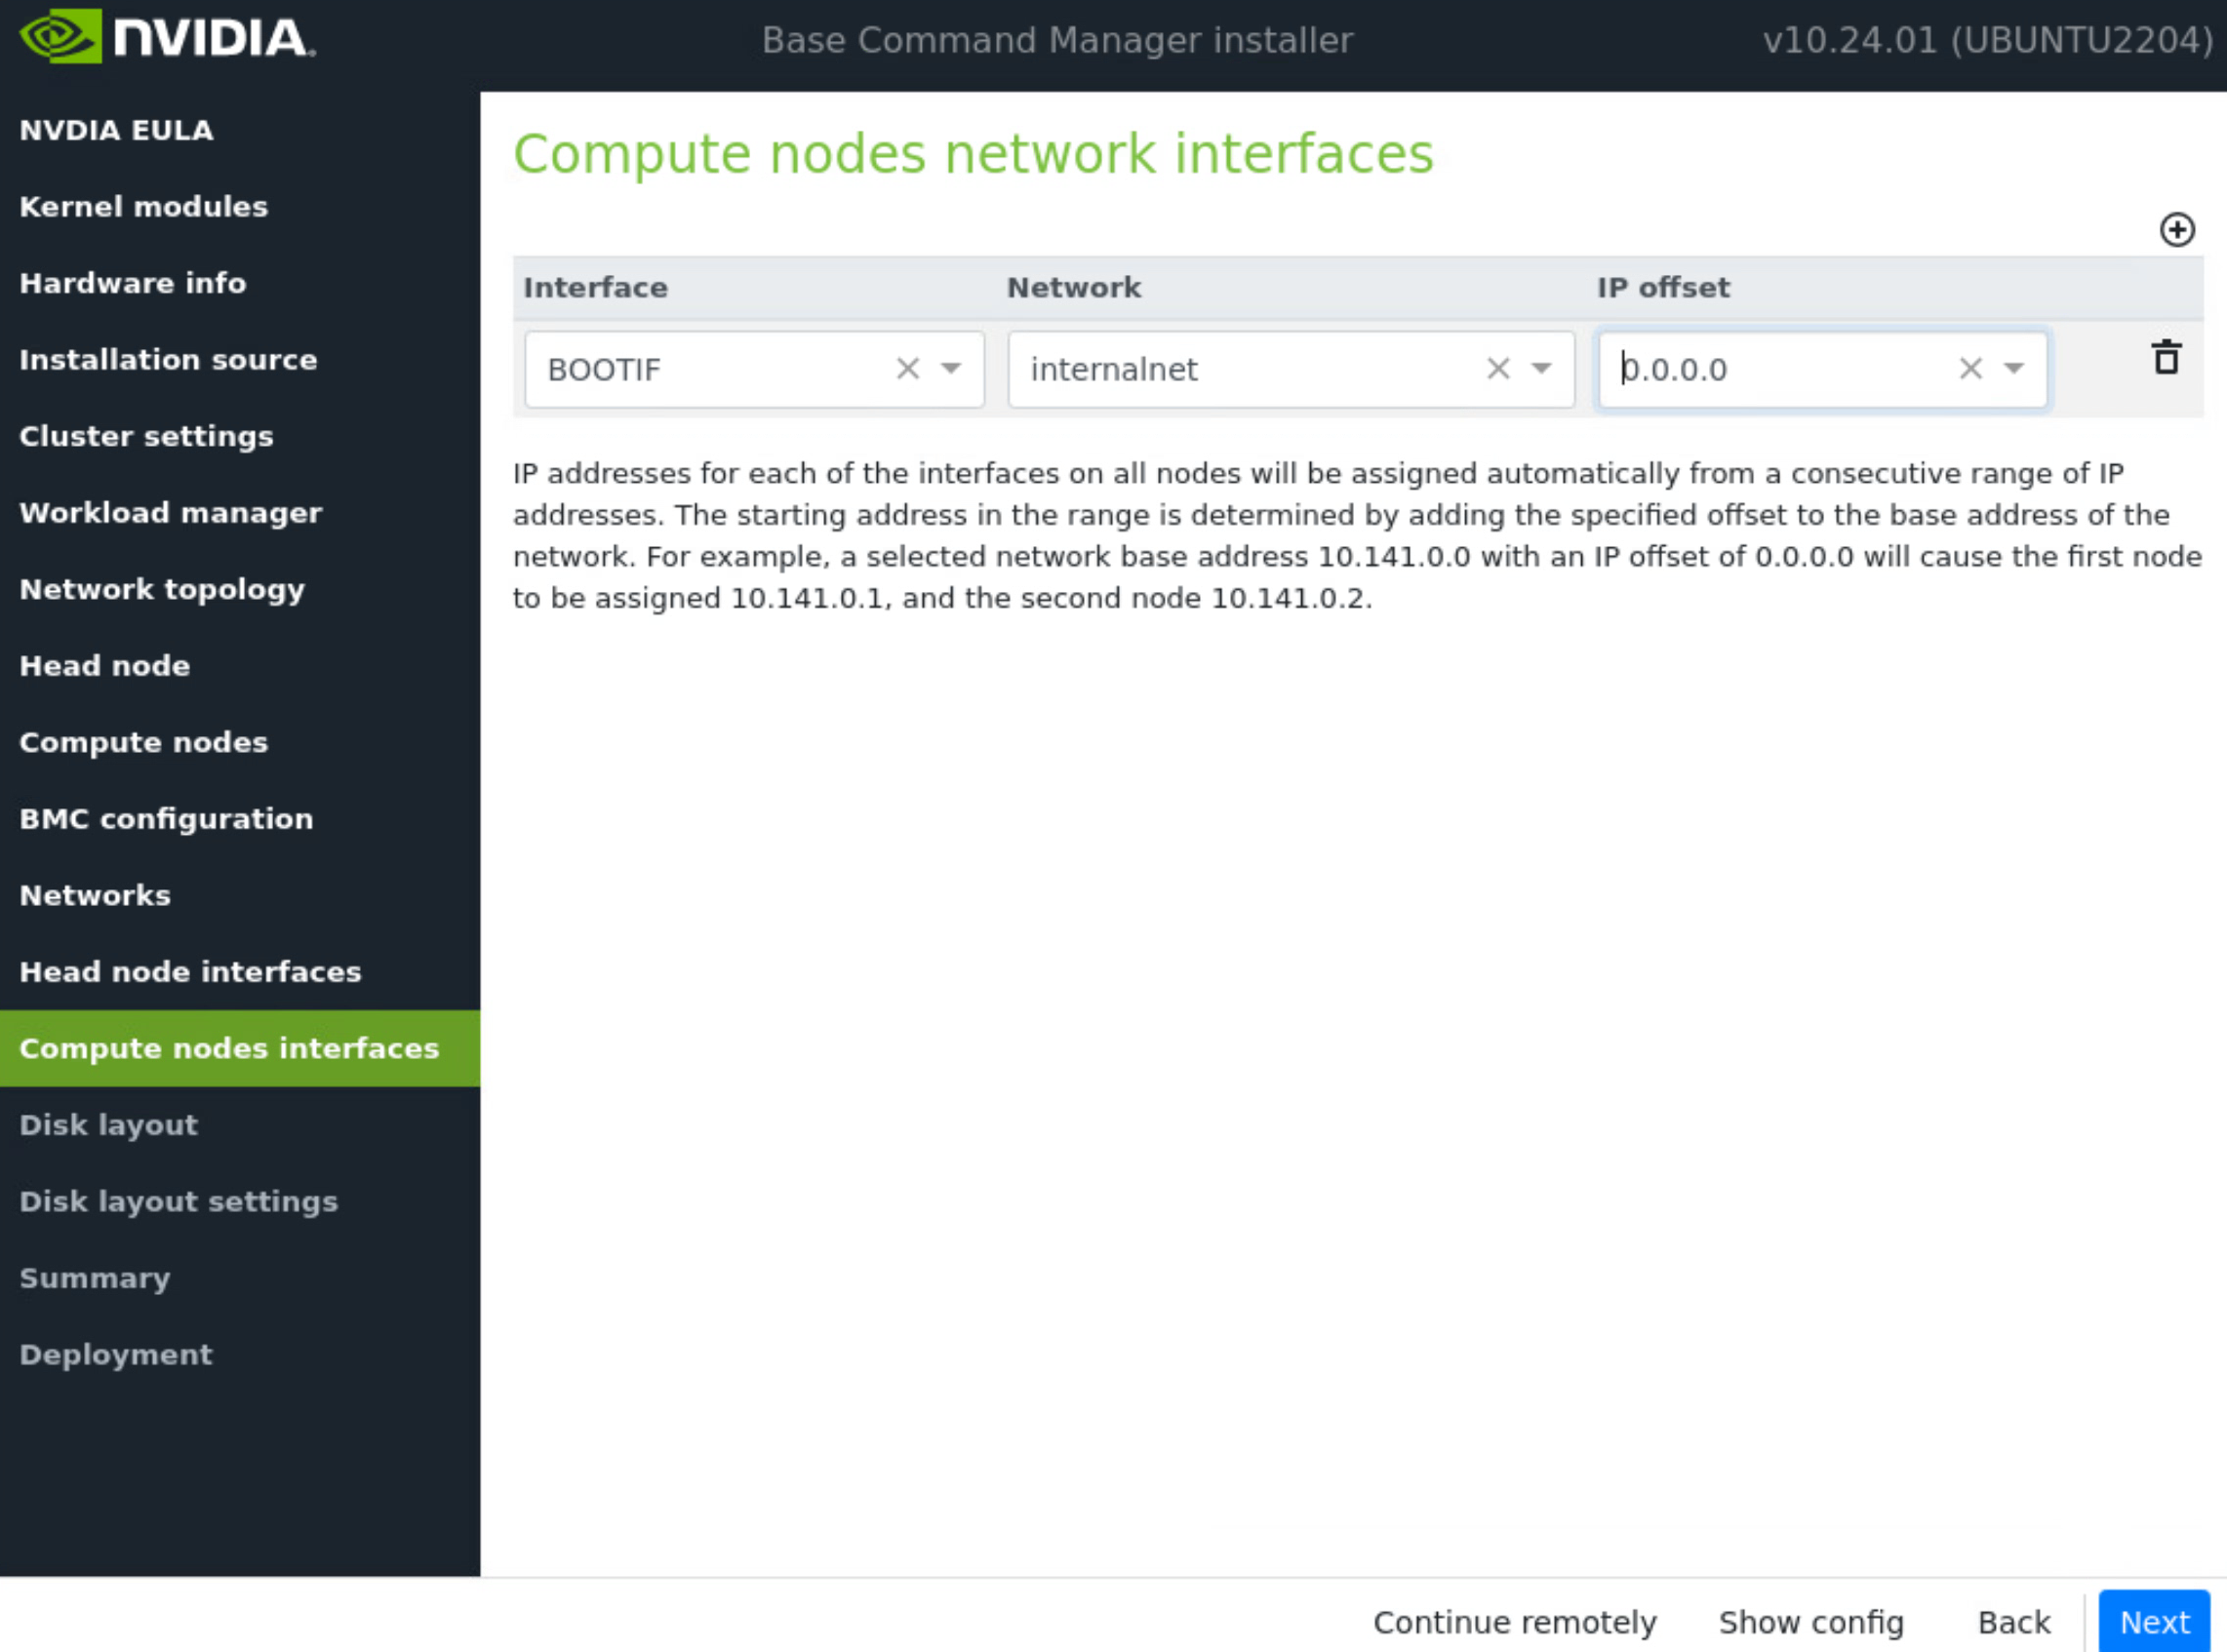 NVIDIA.
Base Command Manager installer
v10.24.01 (UBUNTU2204)
NVDIA EULA
Kernel modules
Hardware info
Installation source
Cluster settings
Workload manager
Network topology
Head node
Compute nodes
BMC configuration
Networks
Head node interfaces
Compute nodes interfaces
Disk layout
Disk layout settings
Summary
Deployment
Compute nodes network interfaces
Interface Network IP offset
BOOTIF internalnet 0.0.0.0
IP addresses for each of the interfaces on all nodes will be assigned automatically from a consecutive range of IP
addresses. The starting address in the range is determined by adding the specified offset to the base address of the
network. For example, a selected network base address 10.141.0.0 with an IP offset of 0.0.0.0 will cause the first node
to be assigned 10.141.0.1, and the second node 10.141.0.2.
Continue remotely Show config Back Next